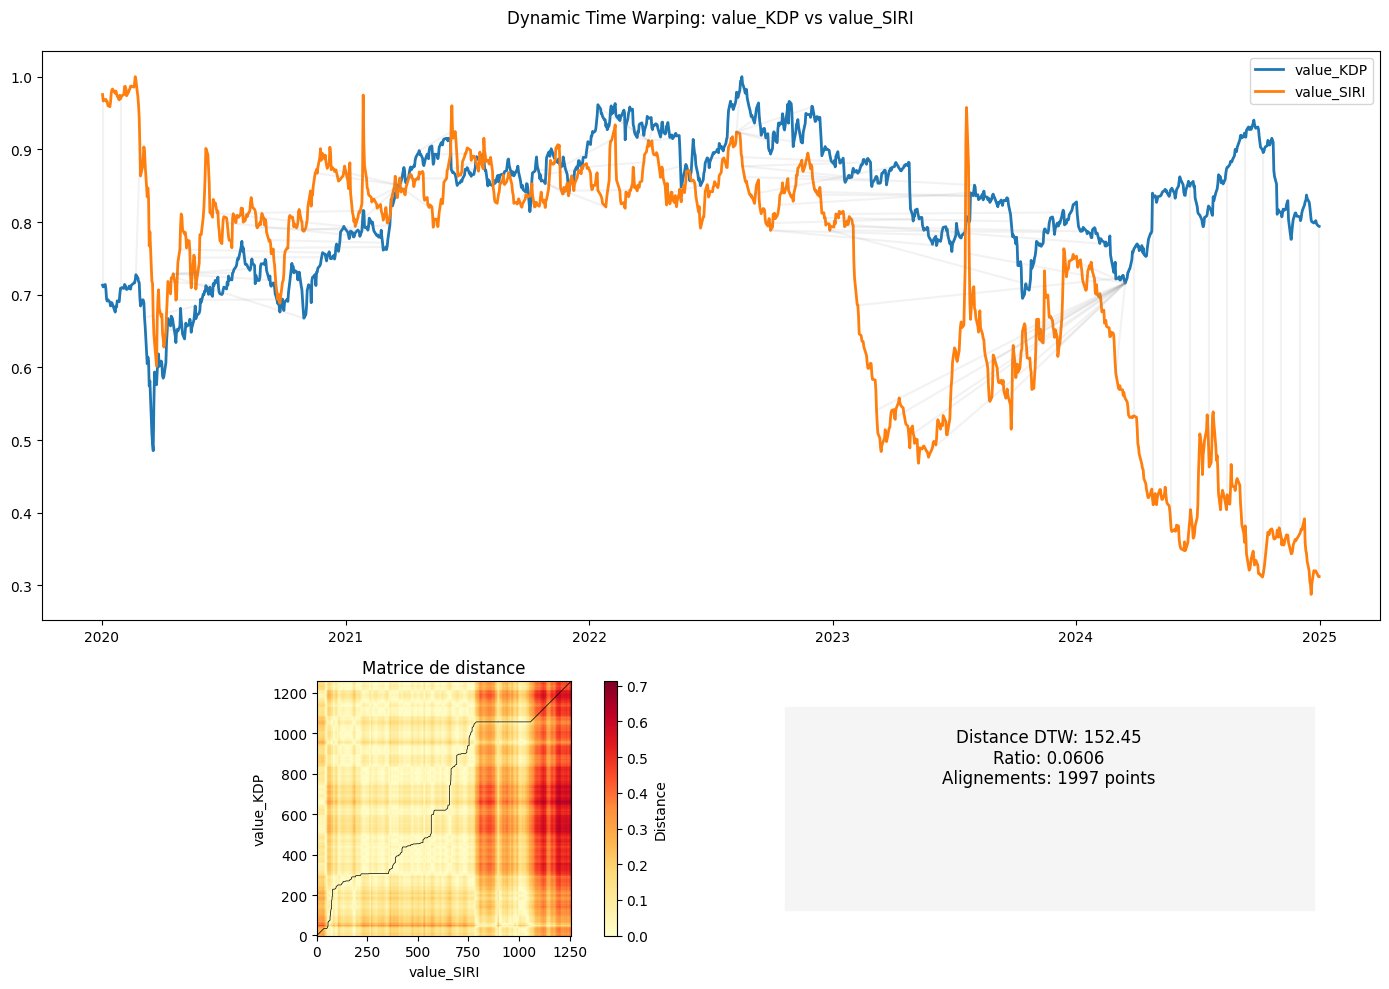 Dynamic Time Warping: value_KDP vs value_SIRI
value_KDP
value_SIRI
1.0
0.9
0.8
0.7
0.6
0.5
0.4
0.3
2020 2021 2022 2023 2024 2025
Matrice de distance
1200
1000
800
600
400
200
0
value_KDP
0 250 500 750 1000 1250
value_SIRI
0.7
0.6
0.5
0.4
0.3
0.2
0.1
0.0
Distance
Distance DTW: 152.45
Ratio: 0.0606
Alignements: 1997 points